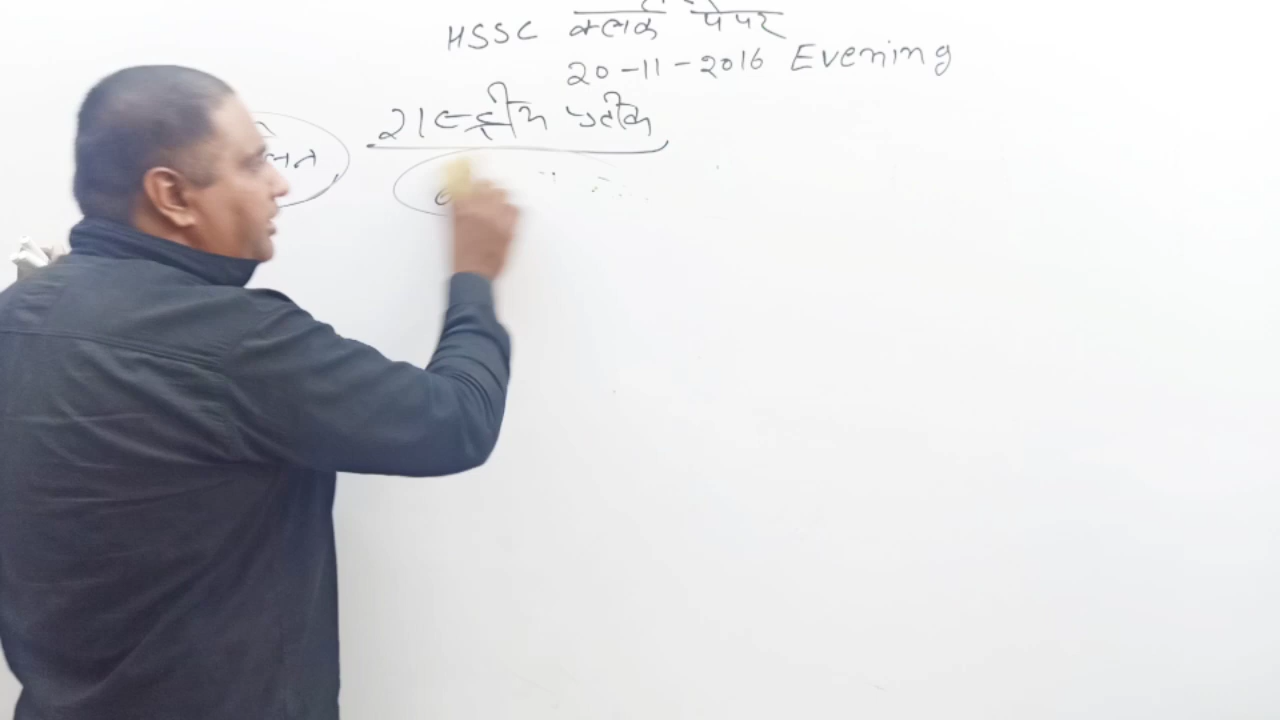 HSSC क्लर्क पेपर
20-11-2016 Evening
राष्ट्रीय प्रतीक